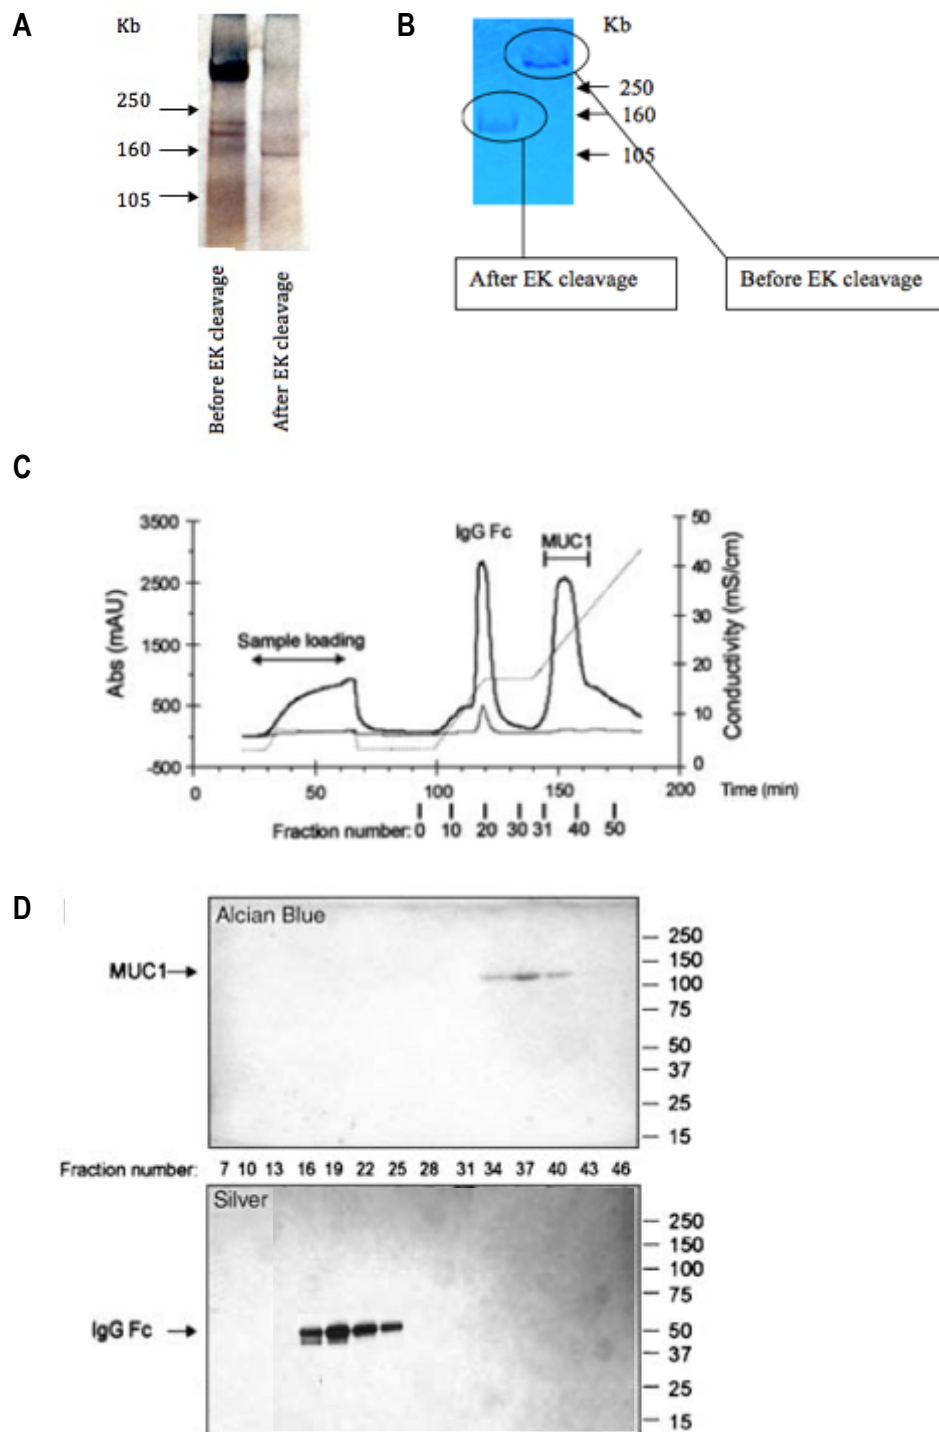 A
Kb
250
160
105
Before EK cleavage
After EK cleavage
B
Kb
250
160
105
After EK cleavage
Before EK cleavage
C
3500
2500
1500
500
-500
Abs (mAU)
Sample loading
IgG Fc
MUC1
50
40
30
20
10
0
Conductivity (mS/cm)
0 50 100 150 200 Time (min)
Fraction number: 0 10 20 30 31 40 50
D
Alcian Blue
MUC1
250
150
100
75
50
37
25
15
Fraction number: 7 10 13 16 19 22 25 28 31 34 37 40 43 46
Silver
IgG Fc
250
150
100
75
50
37
25
15